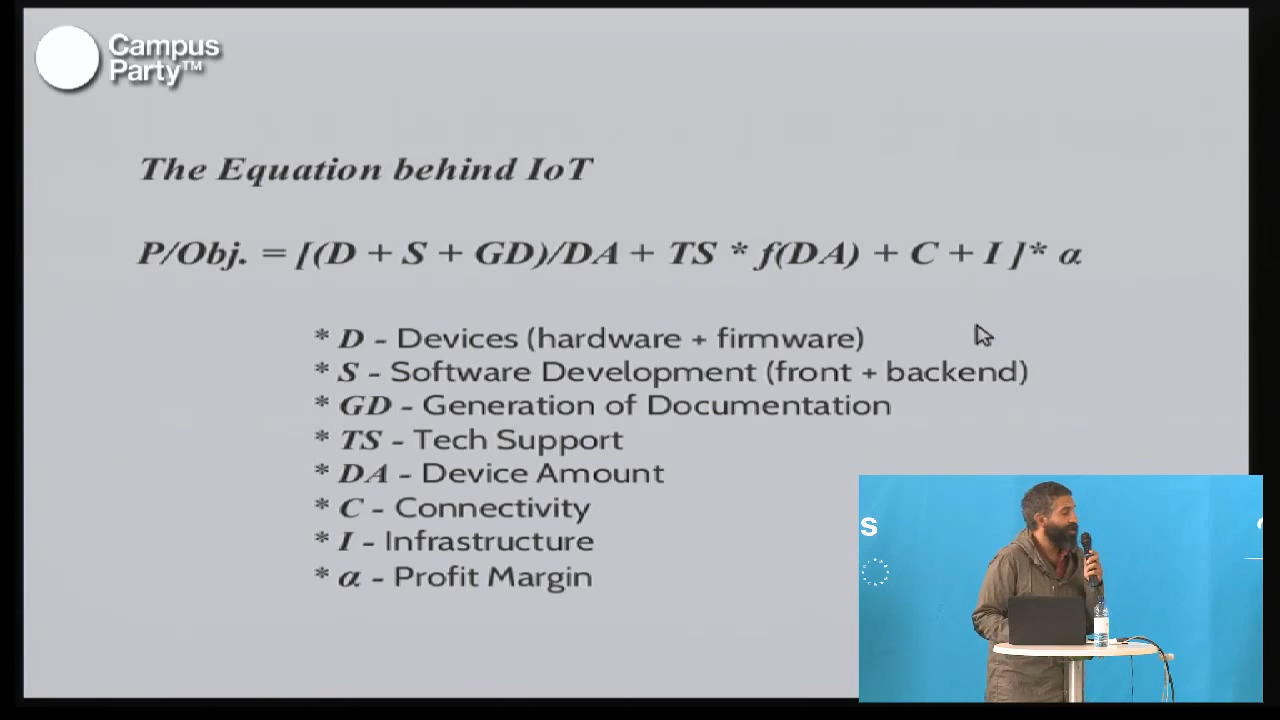 Campus
Party™
The Equation behind IoT
P/Obj. = [(D + S + GD)/DA + TS * f(DA) + C + I ]* α
* D - Devices (hardware + firmware)
* S - Software Development (front + backend)
* GD - Generation of Documentation
* TS - Tech Support
* DA - Device Amount
* C - Connectivity
* I - Infrastructure
* α - Profit Margin
s